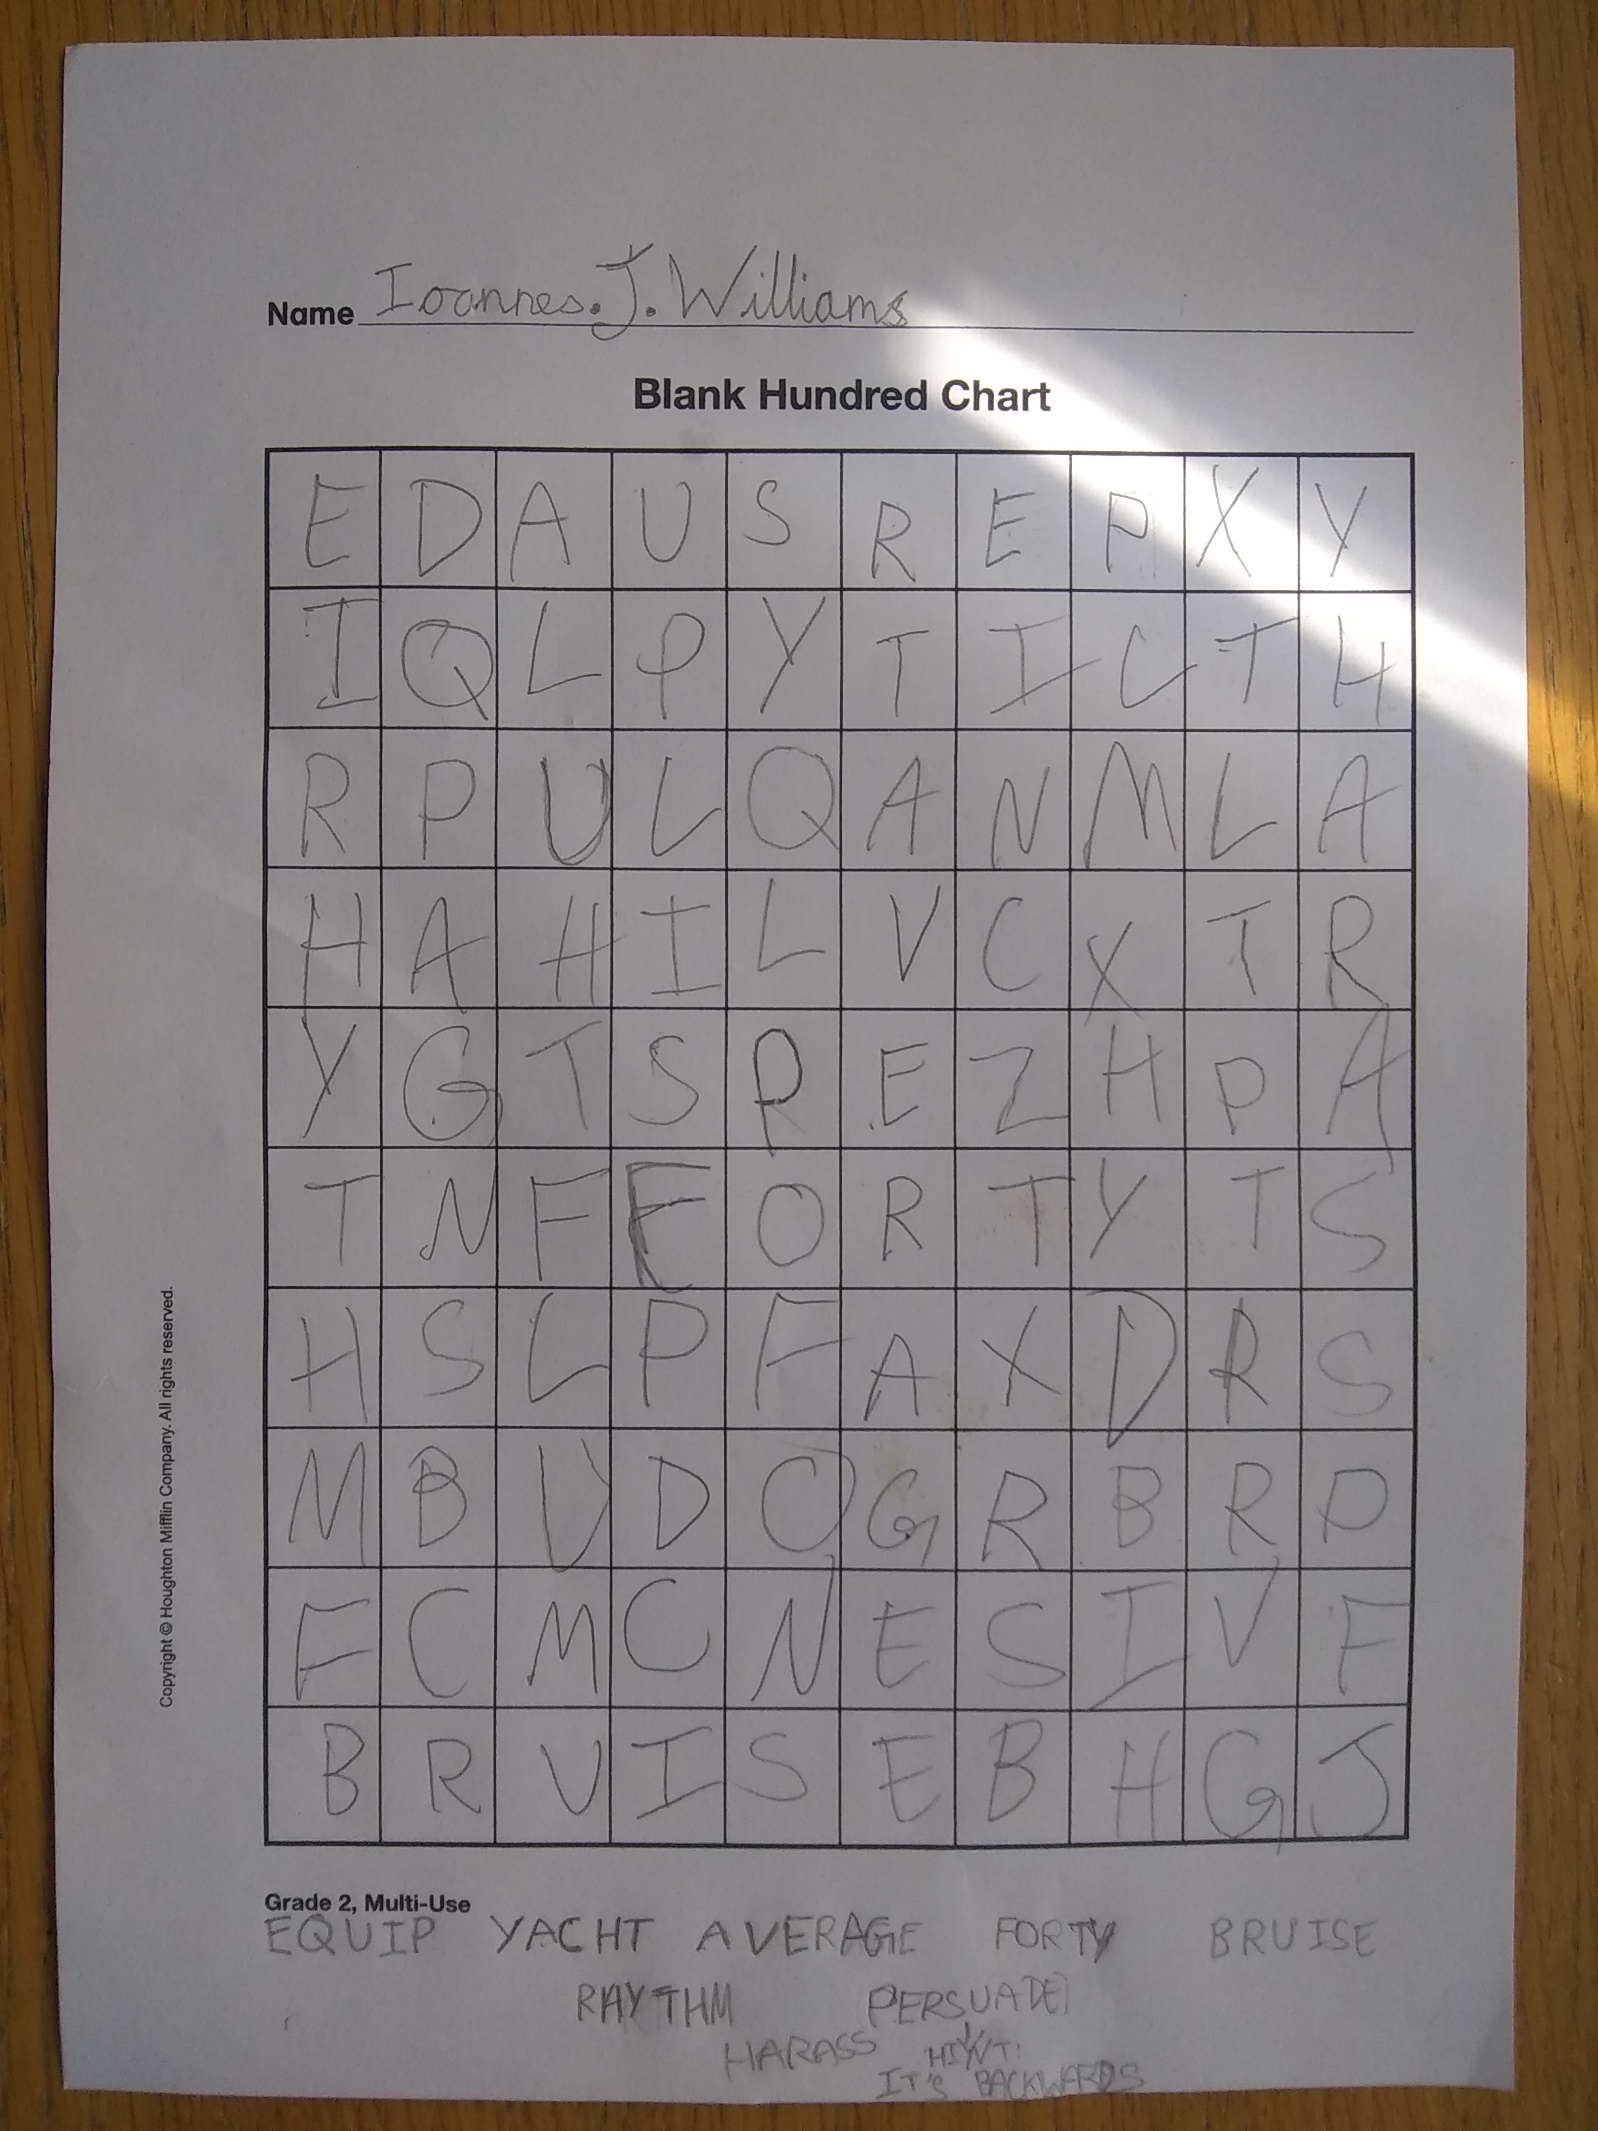 Name Ioannes. J. Williams
Blank Hundred Chart
E D A U S R E P X Y
I Q L P Y T I C T H
R P U L Q A N M L A
H A H I L V C X T R
Y G T S P E Z H P A
T N F E O R T Y T S
H S L P F A X D R S
M B U D O G R B R P
F C M C N E S I V F
B R U I S E B H G J
Copyright © Houghton Mifflin Company. All rights reserved.
Grade 2, Multi-Use
EQUIP YACHT AVERAGE FORTY BRUISE
RHYTHM PERSUADE
HARASS HINT:
IT'S BACKWARDS